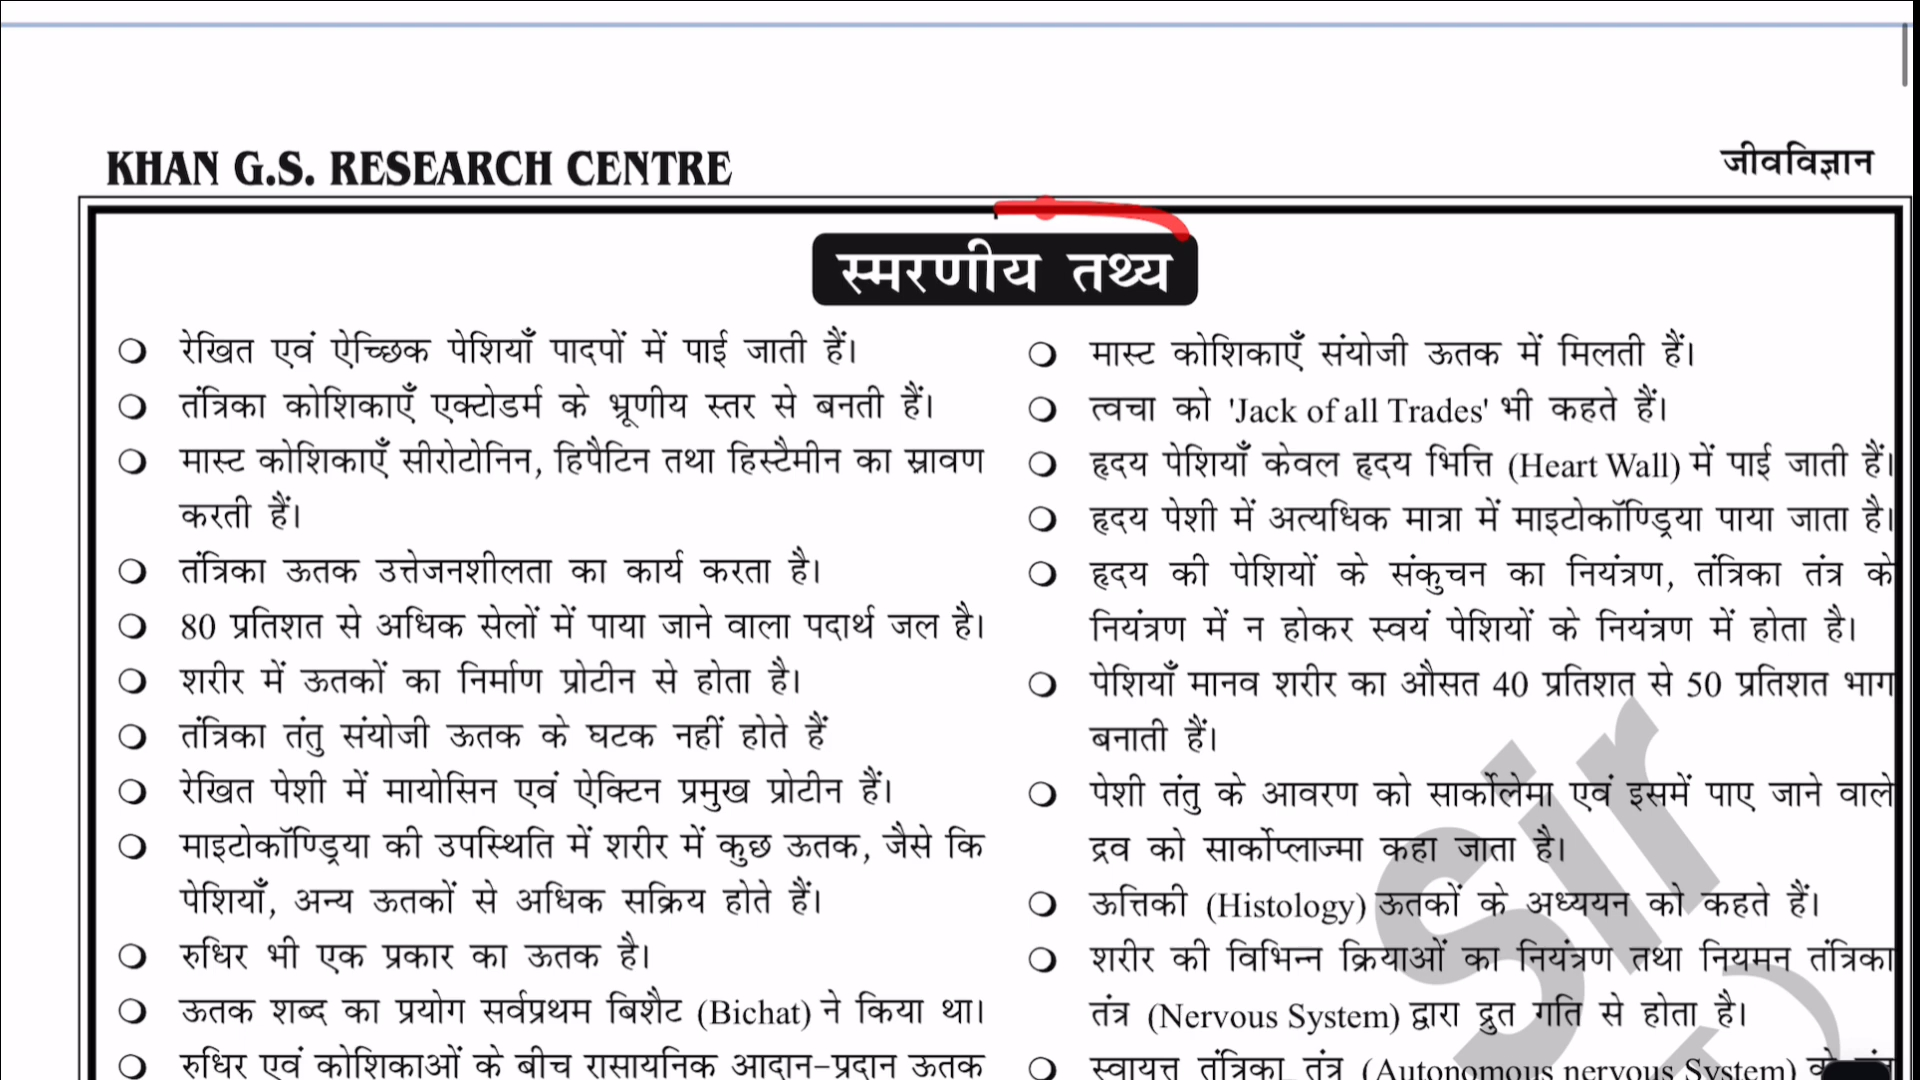 KHAN G.S. RESEARCH CENTRE
जीवविज्ञान
स्मरणीय तथ्य
रेखित एवं ऐच्छिक पेशियाँ पादपों में पाई जाती हैं।
तंत्रिका कोशिकाएँ एक्टोडर्म के भ्रूणीय स्तर से बनती हैं।
मास्ट कोशिकाएँ सीरोटोनिन, हिपैटिन तथा हिस्टैमीन का स्रावण
करती हैं।
तंत्रिका ऊतक उत्तेजनशीलता का कार्य करता है।
80 प्रतिशत से अधिक सेलों में पाया जाने वाला पदार्थ जल है।
शरीर में ऊतकों का निर्माण प्रोटीन से होता है।
तंत्रिका तंतु संयोजी ऊतक के घटक नहीं होते हैं
रेखित पेशी में मायोसिन एवं ऐक्टिन प्रमुख प्रोटीन हैं।
माइटोकॉण्ड्रिया की उपस्थिति में शरीर में कुछ ऊतक, जैसे कि
पेशियाँ, अन्य ऊतकों से अधिक सक्रिय होते हैं।
रुधिर भी एक प्रकार का ऊतक है।
ऊतक शब्द का प्रयोग सर्वप्रथम बिशैट (Bichat) ने किया था।
रुधिर एवं कोशिकाओं के बीच रासायनिक आदान-प्रदान ऊतक
मास्ट कोशिकाएँ संयोजी ऊतक में मिलती हैं।
त्वचा को 'Jack of all Trades' भी कहते हैं।
हृदय पेशियाँ केवल हृदय भित्ति (Heart Wall) में पाई जाती हैं।
हृदय पेशी में अत्यधिक मात्रा में माइटोकॉण्ड्रिया पाया जाता है।
हृदय की पेशियों के संकुचन का नियंत्रण, तंत्रिका तंत्र के
नियंत्रण में न होकर स्वयं पेशियों के नियंत्रण में होता है।
पेशियाँ मानव शरीर का औसत 40 प्रतिशत से 50 प्रतिशत भाग
बनाती हैं।
पेशी तंतु के आवरण को सार्कोलेमा एवं इसमें पाए जाने वाले
द्रव को सार्कोप्लाज्मा कहा जाता है।
ऊत्तिकी (Histology) ऊतकों के अध्ययन को कहते हैं।
शरीर की विभिन्न क्रियाओं का नियंत्रण तथा नियमन तंत्रिका
तंत्र (Nervous System) द्वारा द्रुत गति से होता है।
स्वायत्त तंत्रिका तंत्र (Autonomous nervous System)
Sir